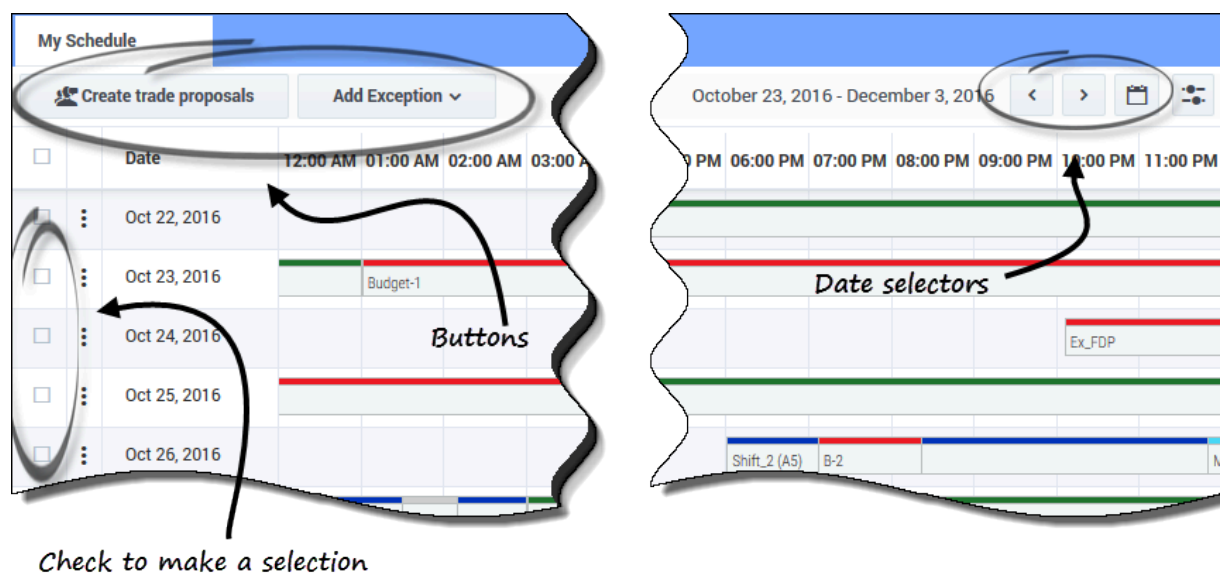 My Schedule
Create trade proposals
Add Exception
October 23, 2016 - December 3, 2016
Date
12:00 AM 01:00 AM 02:00 AM 03:00 A
PM 06:00 PM 07:00 PM 08:00 PM 09:00 PM 10:00 PM 11:00 PM
Oct 22, 2016
Oct 23, 2016
Budget-1
Date selectors
Oct 24, 2016
Buttons
Ex_FDP
Oct 25, 2016
Oct 26, 2016
Shift_2 (A5)
B-2
M
Check to make a selection